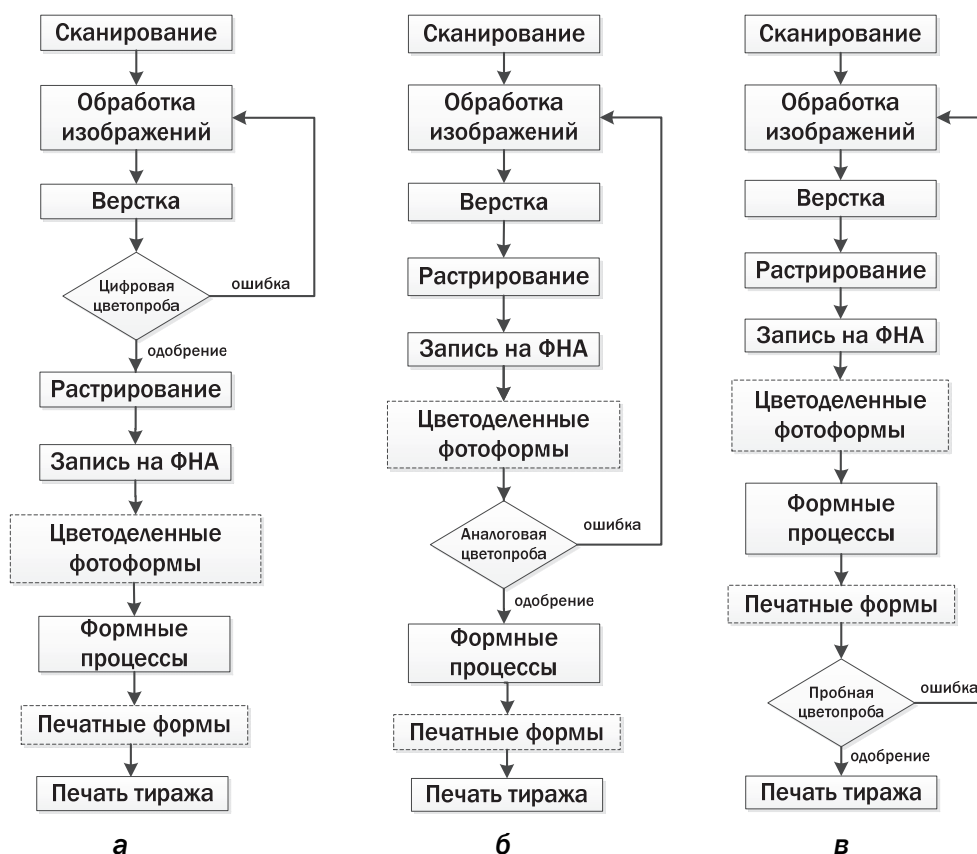 Сканирование
Обработка
изображений
Верстка
Цифровая
цветопроба
ошибка
одобрение
Растрирование
Запись на ФНА
Цветоделенные
фотоформы
Формные
процессы
Печатные формы
Печать тиража
а
Сканирование
Обработка
изображений
Верстка
Растрирование
Запись на ФНА
Цветоделенные
фотоформы
Аналоговая
цветопроба
ошибка
одобрение
Формные
процессы
Печатные формы
Печать тиража
б
Сканирование
Обработка
изображений
Верстка
Растрирование
Запись на ФНА
Цветоделенные
фотоформы
Формные
процессы
Печатные формы
Пробная
цветопроба
ошибка
одобрение
Печать тиража
в